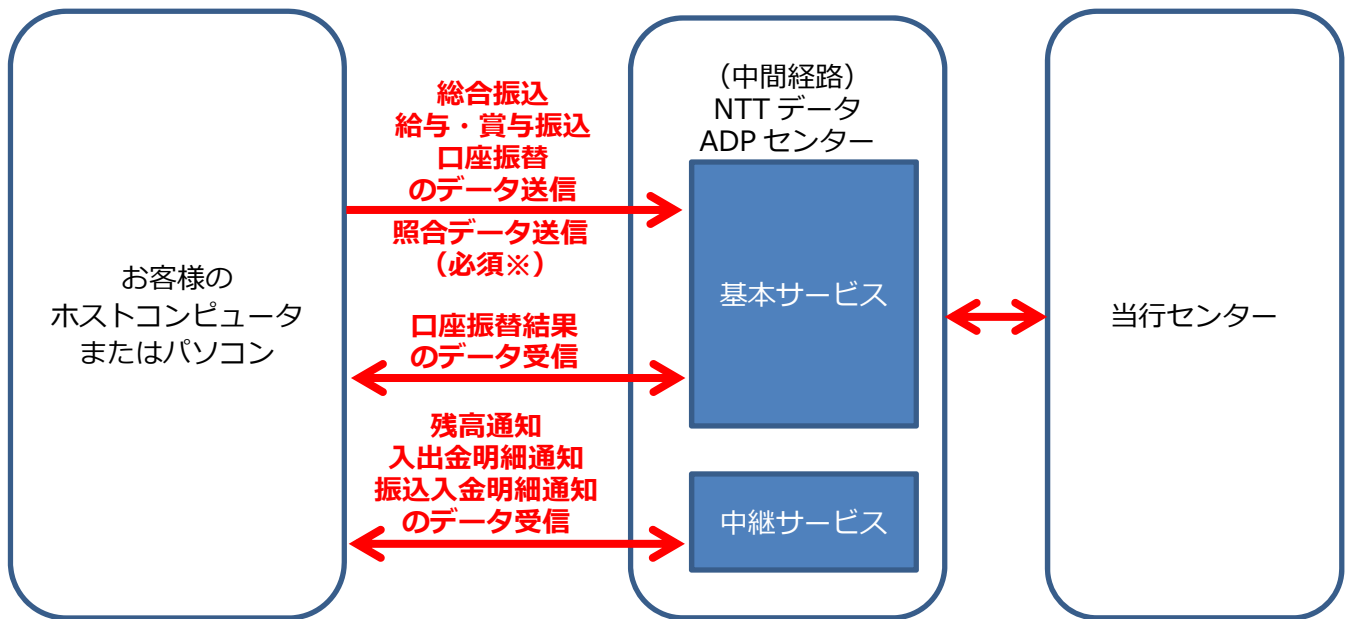 お客様の
ホストコンピュータ
またはパソコン
総合振込
給与・賞与振込
口座振替
のデータ送信
照合データ送信
（必須※）
口座振替結果
のデータ受信
残高通知
入出金明細通知
振込入金明細通知
のデータ受信
（中間経路）
NTT データ
ADP センター
基本サービス
中継サービス
当行センター